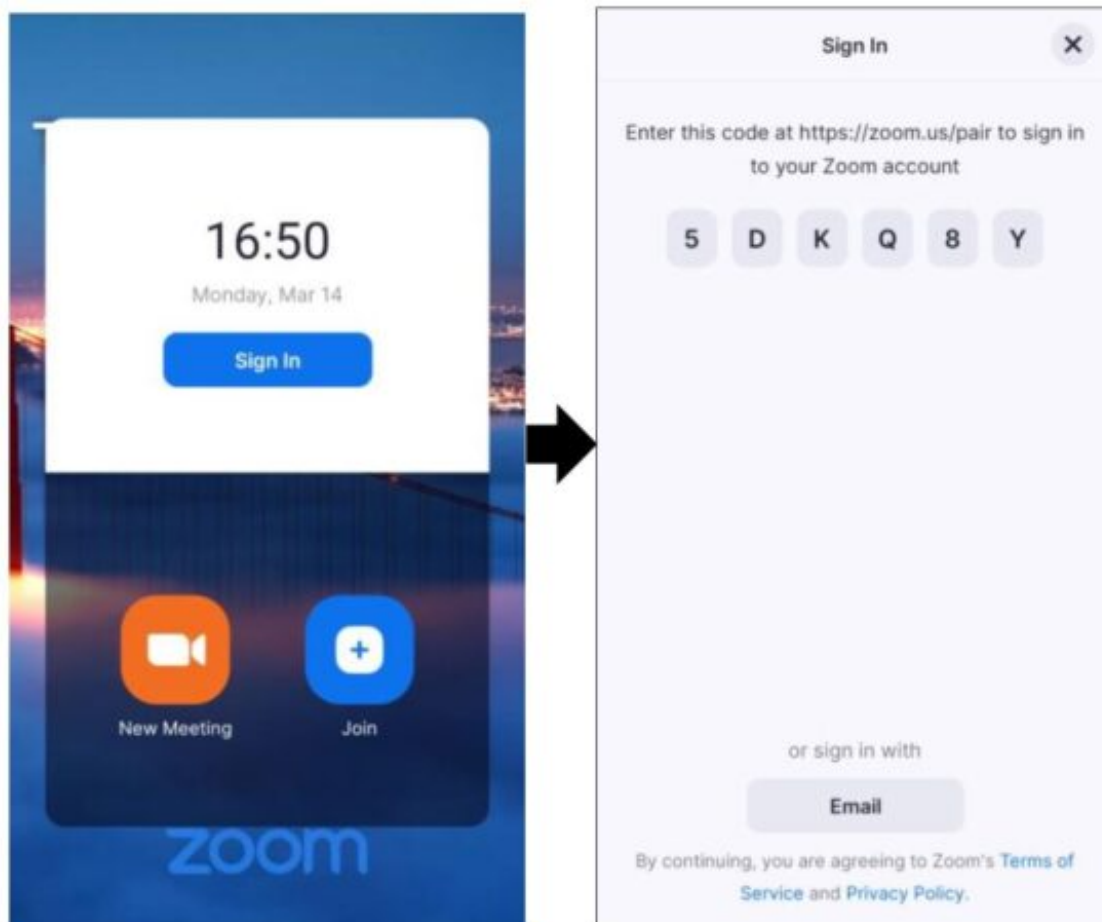 16:50
Monday, Mar 14
Sign In
New Meeting
Join
zoom
Sign In
Enter this code at https://zoom.us/pair to sign in
to your Zoom account
5 D K Q 8 Y
or sign in with
Email
By continuing, you are agreeing to Zoom's Terms of
Service and Privacy Policy.